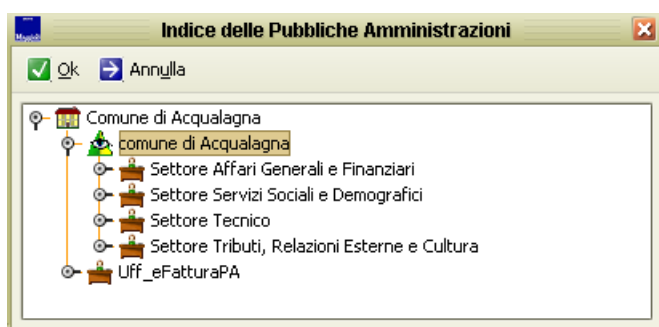 Maggioli
Indice delle Pubbliche Amministrazioni
Ok Annulla
Comune di Acqualagna
comune di Acqualagna
Settore Affari Generali e Finanziari
Settore Servizi Sociali e Demografici
Settore Tecnico
Settore Tributi, Relazioni Esterne e Cultura
Uff_eFatturaPA